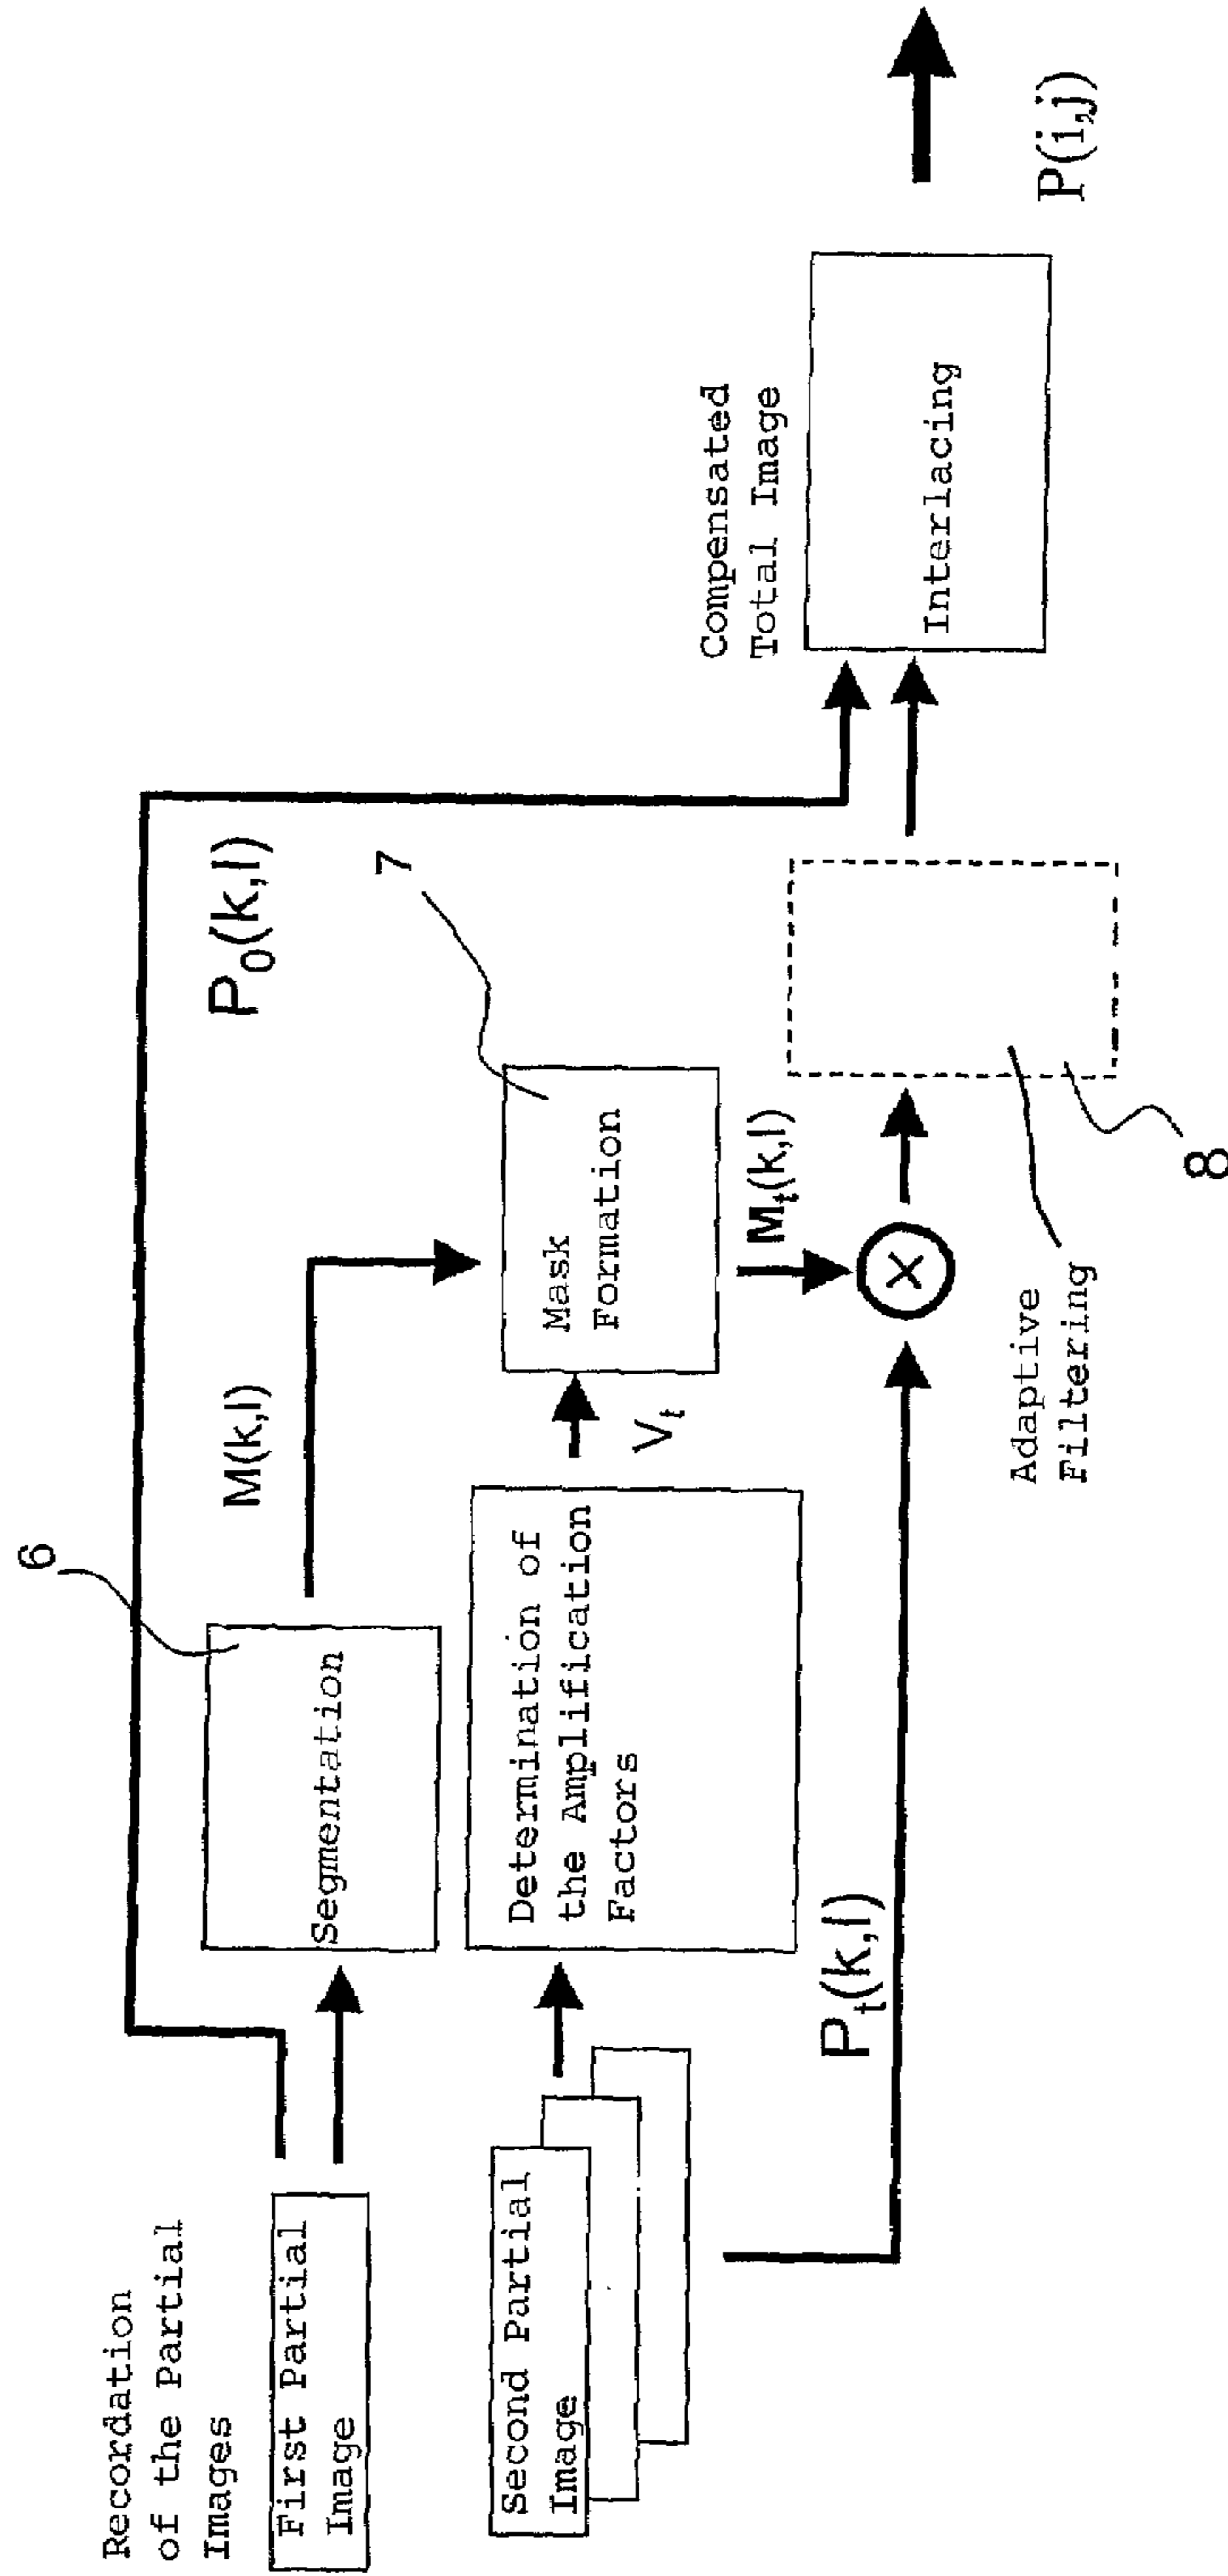 Recordation
of the Partial
Images
First Partial
Image
Second Partial
Image
6
Segmentation
Determination of
the Amplification
Factors
M(k,l)
V_t
P_t(k,l)
P_0(k,l)
7
Mask
Formation
M_t(k,l)
X
Adaptive
Filtering
8
Compensated
Total Image
Interlacing
P(i,j)